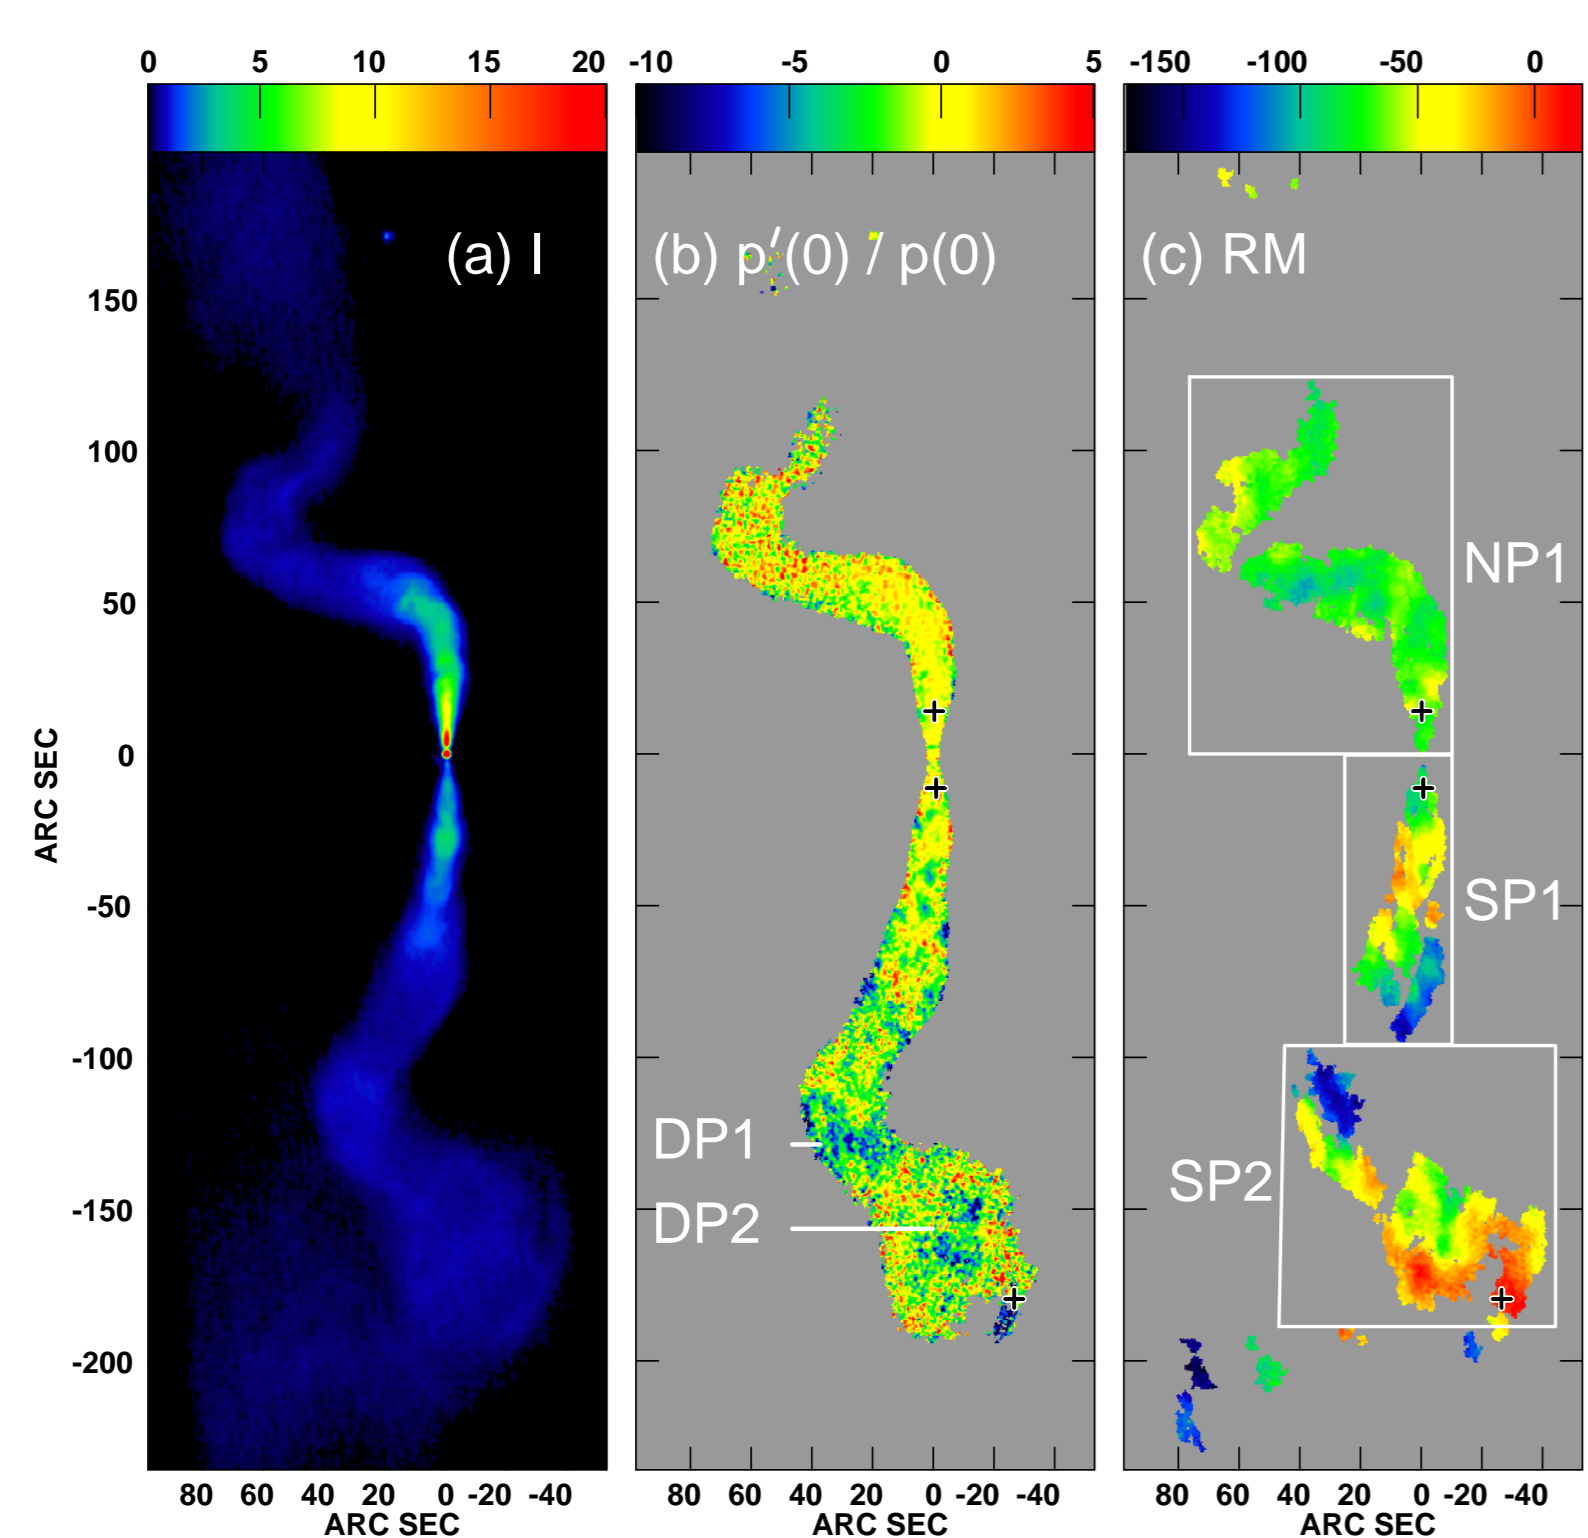 0 5 10 15 20
-10 -5 0 5
-150 -100 -50 0
(a) I
(b) p′(0) / p(0)
(c) RM
150
100
50
0
-50
-100
-150
-200
ARC SEC
NP1
SP1
SP2
DP1
DP2
80 60 40 20 0 -20 -40
ARC SEC
80 60 40 20 0 -20 -40
ARC SEC
80 60 40 20 0 -20 -40
ARC SEC